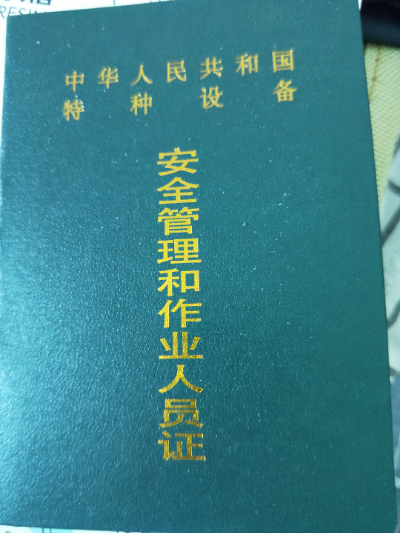 中华人民共和国
特种设备
安全管理和作业人员证